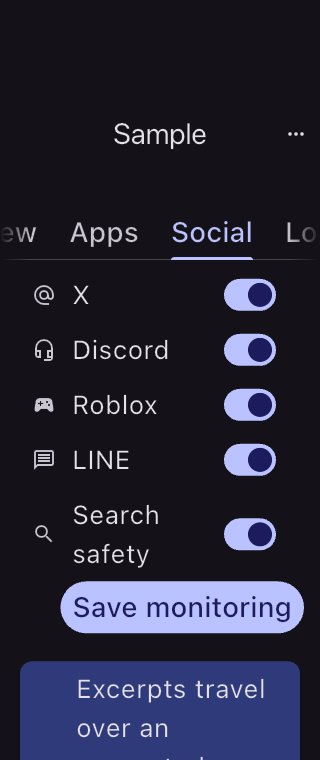 Sample
ew Apps Social Lo
X
Discord
Roblox
LINE
Search
safety
Save monitoring
Excerpts travel
over an